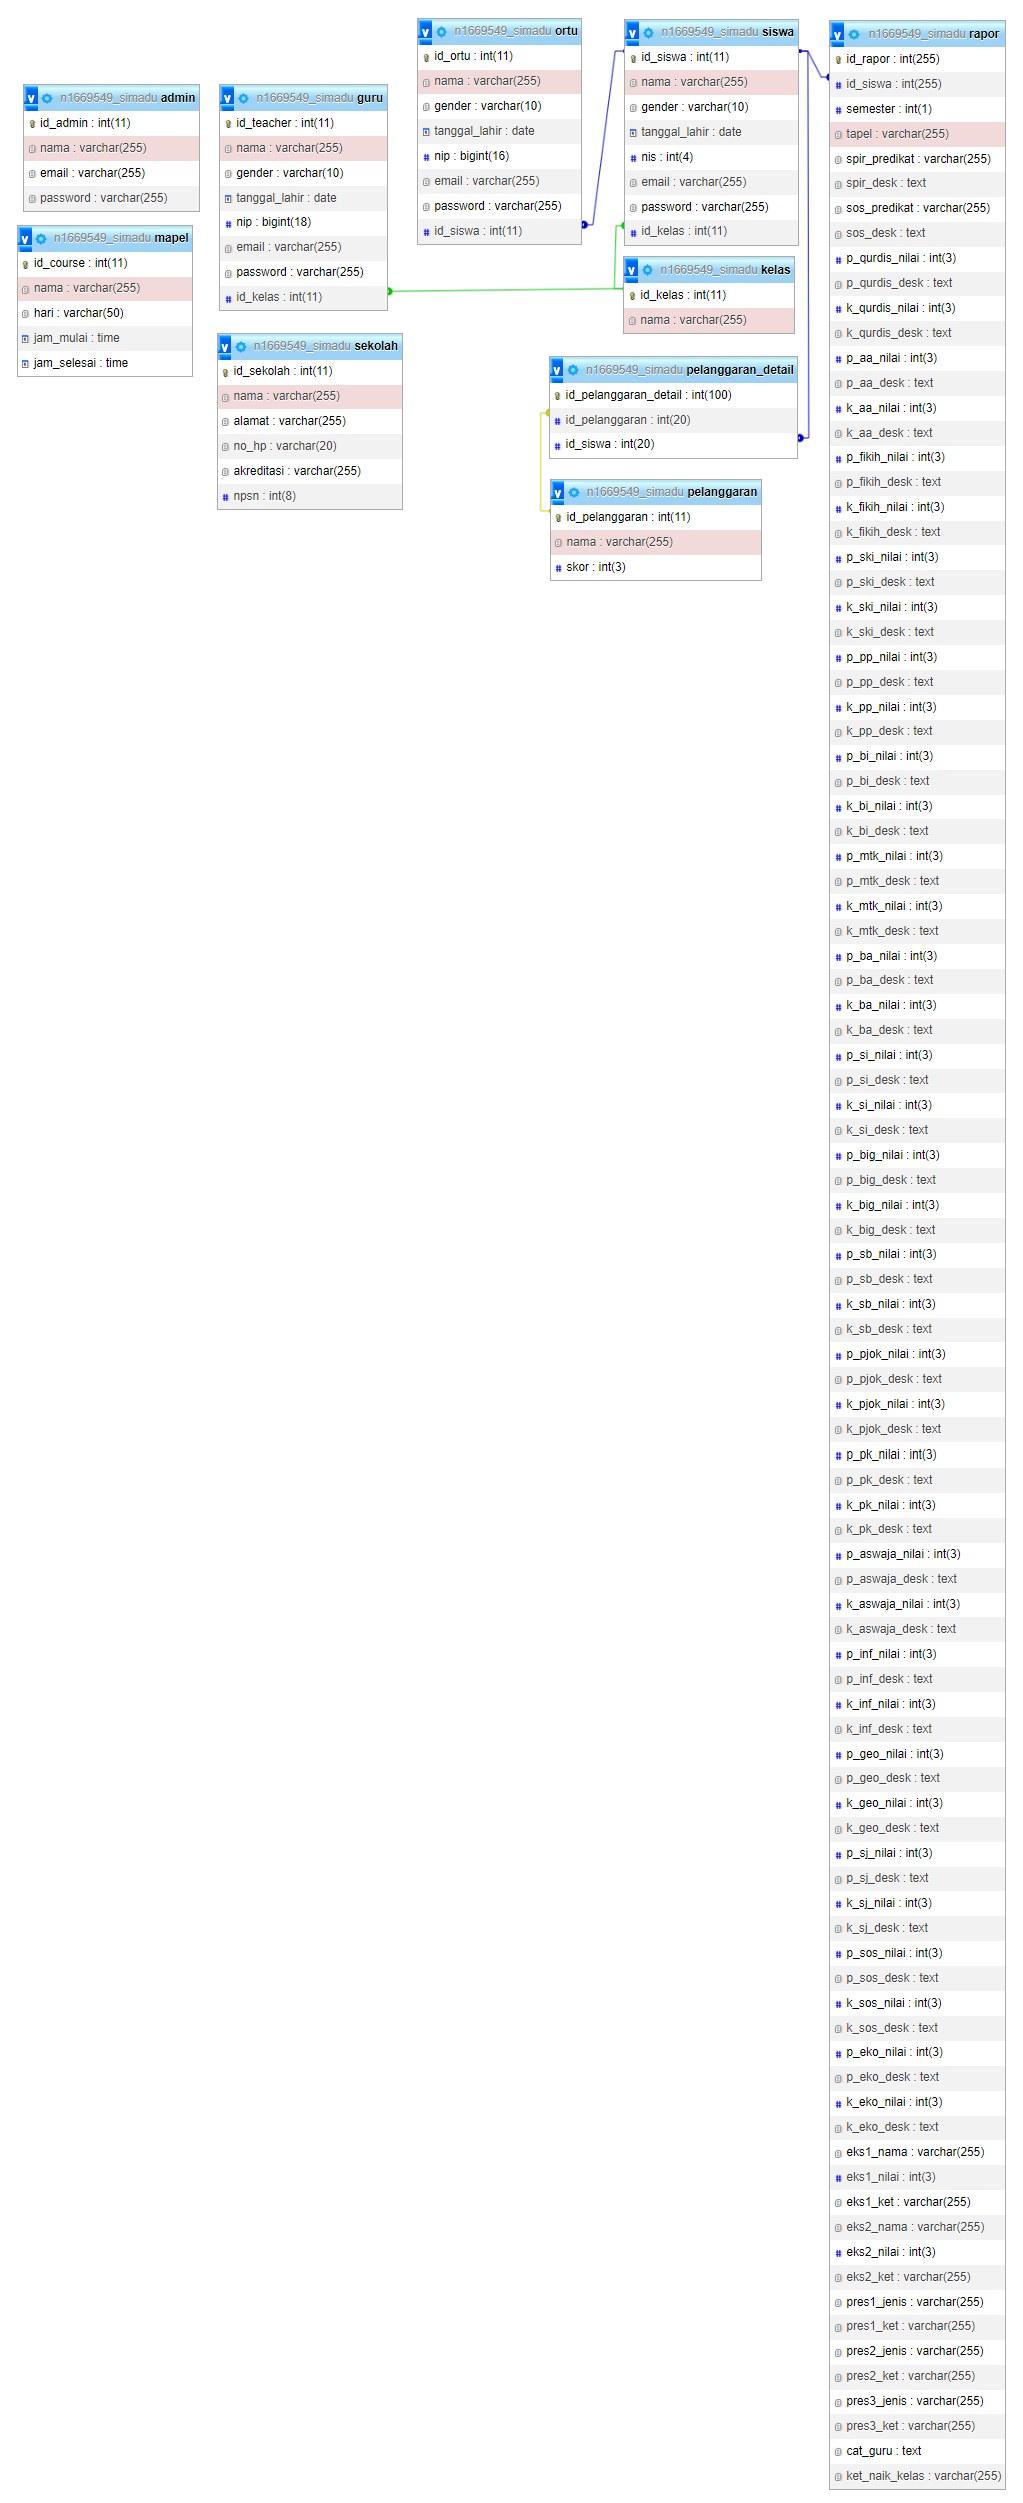 n1669549_simadu admin
id_admin : int(11)
nama : varchar(255)
email : varchar(255)
password : varchar(255)
n1669549_simadu mapel
id_course : int(11)
nama : varchar(255)
hari : varchar(50)
jam_mulai : time
jam_selesai : time
n1669549_simadu guru
id_teacher : int(11)
nama : varchar(255)
gender : varchar(10)
tanggal_lahir : date
nip : bigint(18)
email : varchar(255)
password : varchar(255)
id_kelas : int(11)
n1669549_simadu sekolah
id_sekolah : int(11)
nama : varchar(255)
alamat : varchar(255)
no_hp : varchar(20)
akreditasi : varchar(255)
npsn : int(8)
n1669549_simadu ortu
id_ortu : int(11)
nama : varchar(255)
gender : varchar(10)
tanggal_lahir : date
nip : bigint(16)
email : varchar(255)
password : varchar(255)
id_siswa : int(11)
n1669549_simadu siswa
id_siswa : int(11)
nama : varchar(255)
gender : varchar(10)
tanggal_lahir : date
nis : int(4)
email : varchar(255)
password : varchar(255)
id_kelas : int(11)
n1669549_simadu kelas
id_kelas : int(11)
nama : varchar(255)
n1669549_simadu pelanggaran_detail
id_pelanggaran_detail : int(100)
id_pelanggaran : int(20)
id_siswa : int(20)
n1669549_simadu pelanggaran
id_pelanggaran : int(11)
nama : varchar(255)
skor : int(3)
n1669549_simadu rapor
id_rapor : int(255)
id_siswa : int(255)
semester : int(1)
tapel : varchar(255)
spir_predikat : varchar(255)
spir_desk : text
sos_predikat : varchar(255)
sos_desk : text
p_qurdis_nilai : int(3)
p_qurdis_desk : text
k_qurdis_nilai : int(3)
k_qurdis_desk : text
p_aa_nilai : int(3)
p_aa_desk : text
k_aa_nilai : int(3)
k_aa_desk : text
p_fikih_nilai : int(3)
p_fikih_desk : text
k_fikih_nilai : int(3)
k_fikih_desk : text
p_ski_nilai : int(3)
p_ski_desk : text
k_ski_nilai : int(3)
k_ski_desk : text
p_pp_nilai : int(3)
p_pp_desk : text
k_pp_nilai : int(3)
k_pp_desk : text
p_bi_nilai : int(3)
p_bi_desk : text
k_bi_nilai : int(3)
k_bi_desk : text
p_mtk_nilai : int(3)
p_mtk_desk : text
k_mtk_nilai : int(3)
k_mtk_desk : text
p_ba_nilai : int(3)
p_ba_desk : text
k_ba_nilai : int(3)
k_ba_desk : text
p_si_nilai : int(3)
p_si_desk : text
k_si_nilai : int(3)
k_si_desk : text
p_big_nilai : int(3)
p_big_desk : text
k_big_nilai : int(3)
k_big_desk : text
p_sb_nilai : int(3)
p_sb_desk : text
k_sb_nilai : int(3)
k_sb_desk : text
p_pjok_nilai : int(3)
p_pjok_desk : text
k_pjok_nilai : int(3)
k_pjok_desk : text
p_pk_nilai : int(3)
p_pk_desk : text
k_pk_nilai : int(3)
k_pk_desk : text
p_aswaja_nilai : int(3)
p_aswaja_desk : text
k_aswaja_nilai : int(3)
k_aswaja_desk : text
p_inf_nilai : int(3)
p_inf_desk : text
k_inf_nilai : int(3)
k_inf_desk : text
p_geo_nilai : int(3)
p_geo_desk : text
k_geo_nilai : int(3)
k_geo_desk : text
p_sj_nilai : int(3)
p_sj_desk : text
k_sj_nilai : int(3)
k_sj_desk : text
p_sos_nilai : int(3)
p_sos_desk : text
k_sos_nilai : int(3)
k_sos_desk : text
p_eko_nilai : int(3)
p_eko_desk : text
k_eko_nilai : int(3)
k_eko_desk : text
eks1_nama : varchar(255)
eks1_nilai : int(3)
eks1_ket : varchar(255)
eks2_nama : varchar(255)
eks2_nilai : int(3)
eks2_ket : varchar(255)
pres1_jenis : varchar(255)
pres1_ket : varchar(255)
pres2_jenis : varchar(255)
pres2_ket : varchar(255)
pres3_jenis : varchar(255)
pres3_ket : varchar(255)
cat_guru : text
ket_naik_kelas : varchar(255)